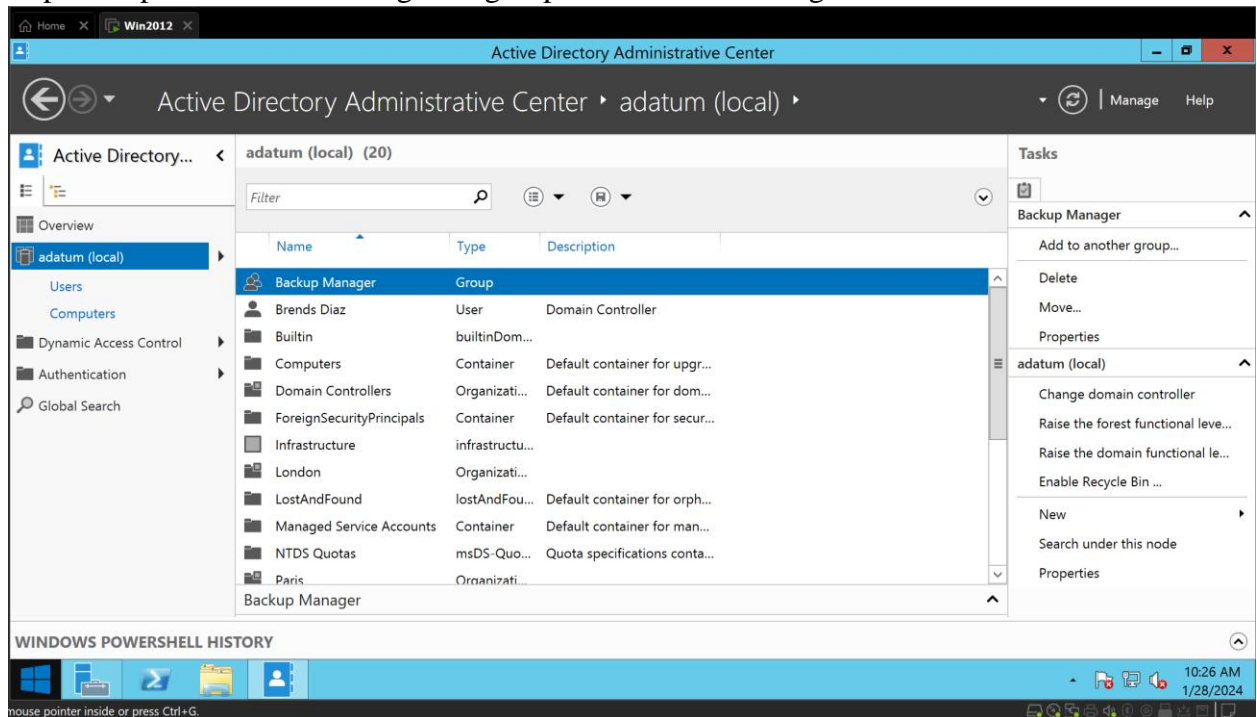 Home
Win2012
Active Directory Administrative Center
Active Directory Administrative Center ‣ adatum (local) ‣
Manage
Help
Active Directory...
adatum (local) (20)
Tasks
Filter
Overview
adatum (local)
Users
Computers
Dynamic Access Control
Authentication
Global Search
Name Type Description
Backup Manager Group
Brends Diaz User Domain Controller
Builtin builtinDom...
Computers Container Default container for upgr...
Domain Controllers Organizati... Default container for dom...
ForeignSecurityPrincipals Container Default container for secur...
Infrastructure infrastructu...
London Organizati...
LostAndFound lostAndFou... Default container for orph...
Managed Service Accounts Container Default container for man...
NTDS Quotas msDS-Quo... Quota specifications conta...
Paris Organizati...
Backup Manager
Backup Manager
Add to another group...
Delete
Move...
Properties
adatum (local)
Change domain controller
Raise the forest functional leve...
Raise the domain functional le...
Enable Recycle Bin ...
New
Search under this node
Properties
WINDOWS POWERSHELL HISTORY
10:26 AM
1/28/2024
mouse pointer inside or press Ctrl+G.